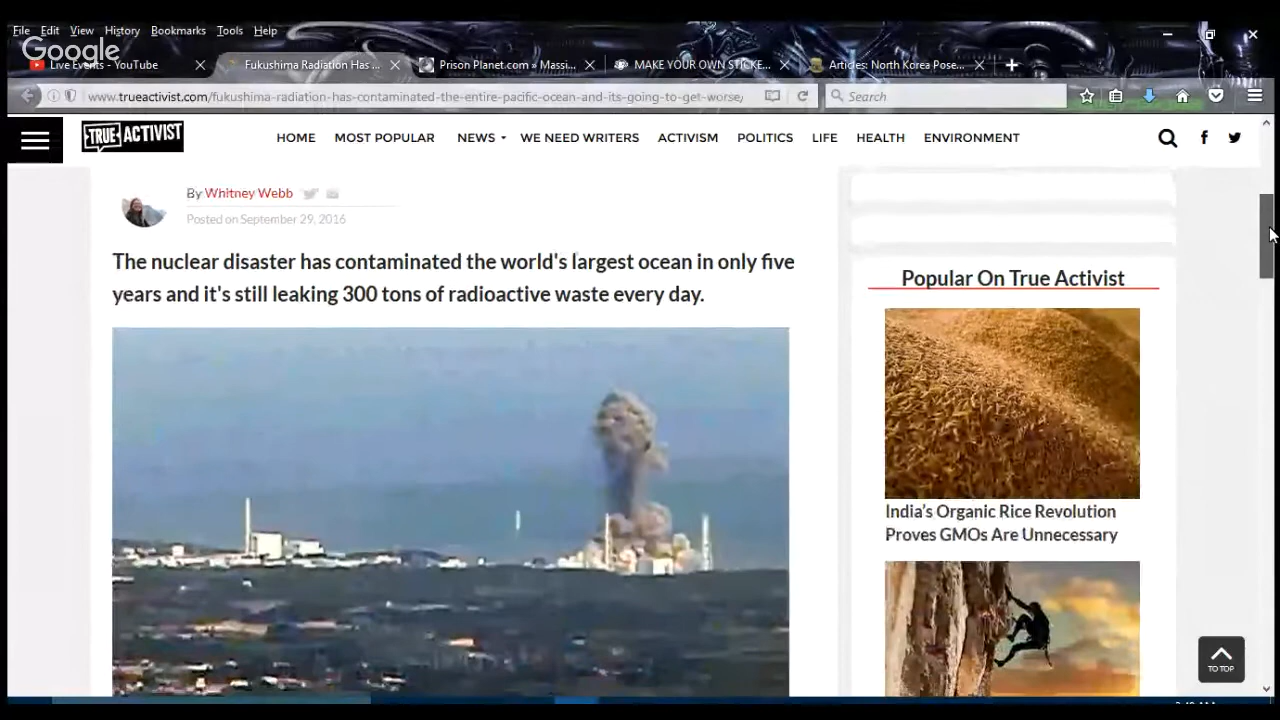 File Edit View History Bookmarks Tools Help
Google
Live Events - YouTube
Fukushima Radiation Has ...
Prison Planet.com » Massi...
MAKE YOUR OWN STICKE...
Articles: North Korea Pose...
www.trueactivist.com/fukushima-radiation-has-contaminated-the-entire-pacific-ocean-and-its-going-to-get-worse/
Search
TRUE ACTIVIST
HOME MOST POPULAR NEWS WE NEED WRITERS ACTIVISM POLITICS LIFE HEALTH ENVIRONMENT
By Whitney Webb
Posted on September 29, 2016
The nuclear disaster has contaminated the world's largest ocean in only five
years and it's still leaking 300 tons of radioactive waste every day.
Popular On True Activist
India's Organic Rice Revolution
Proves GMOs Are Unnecessary
TO TOP